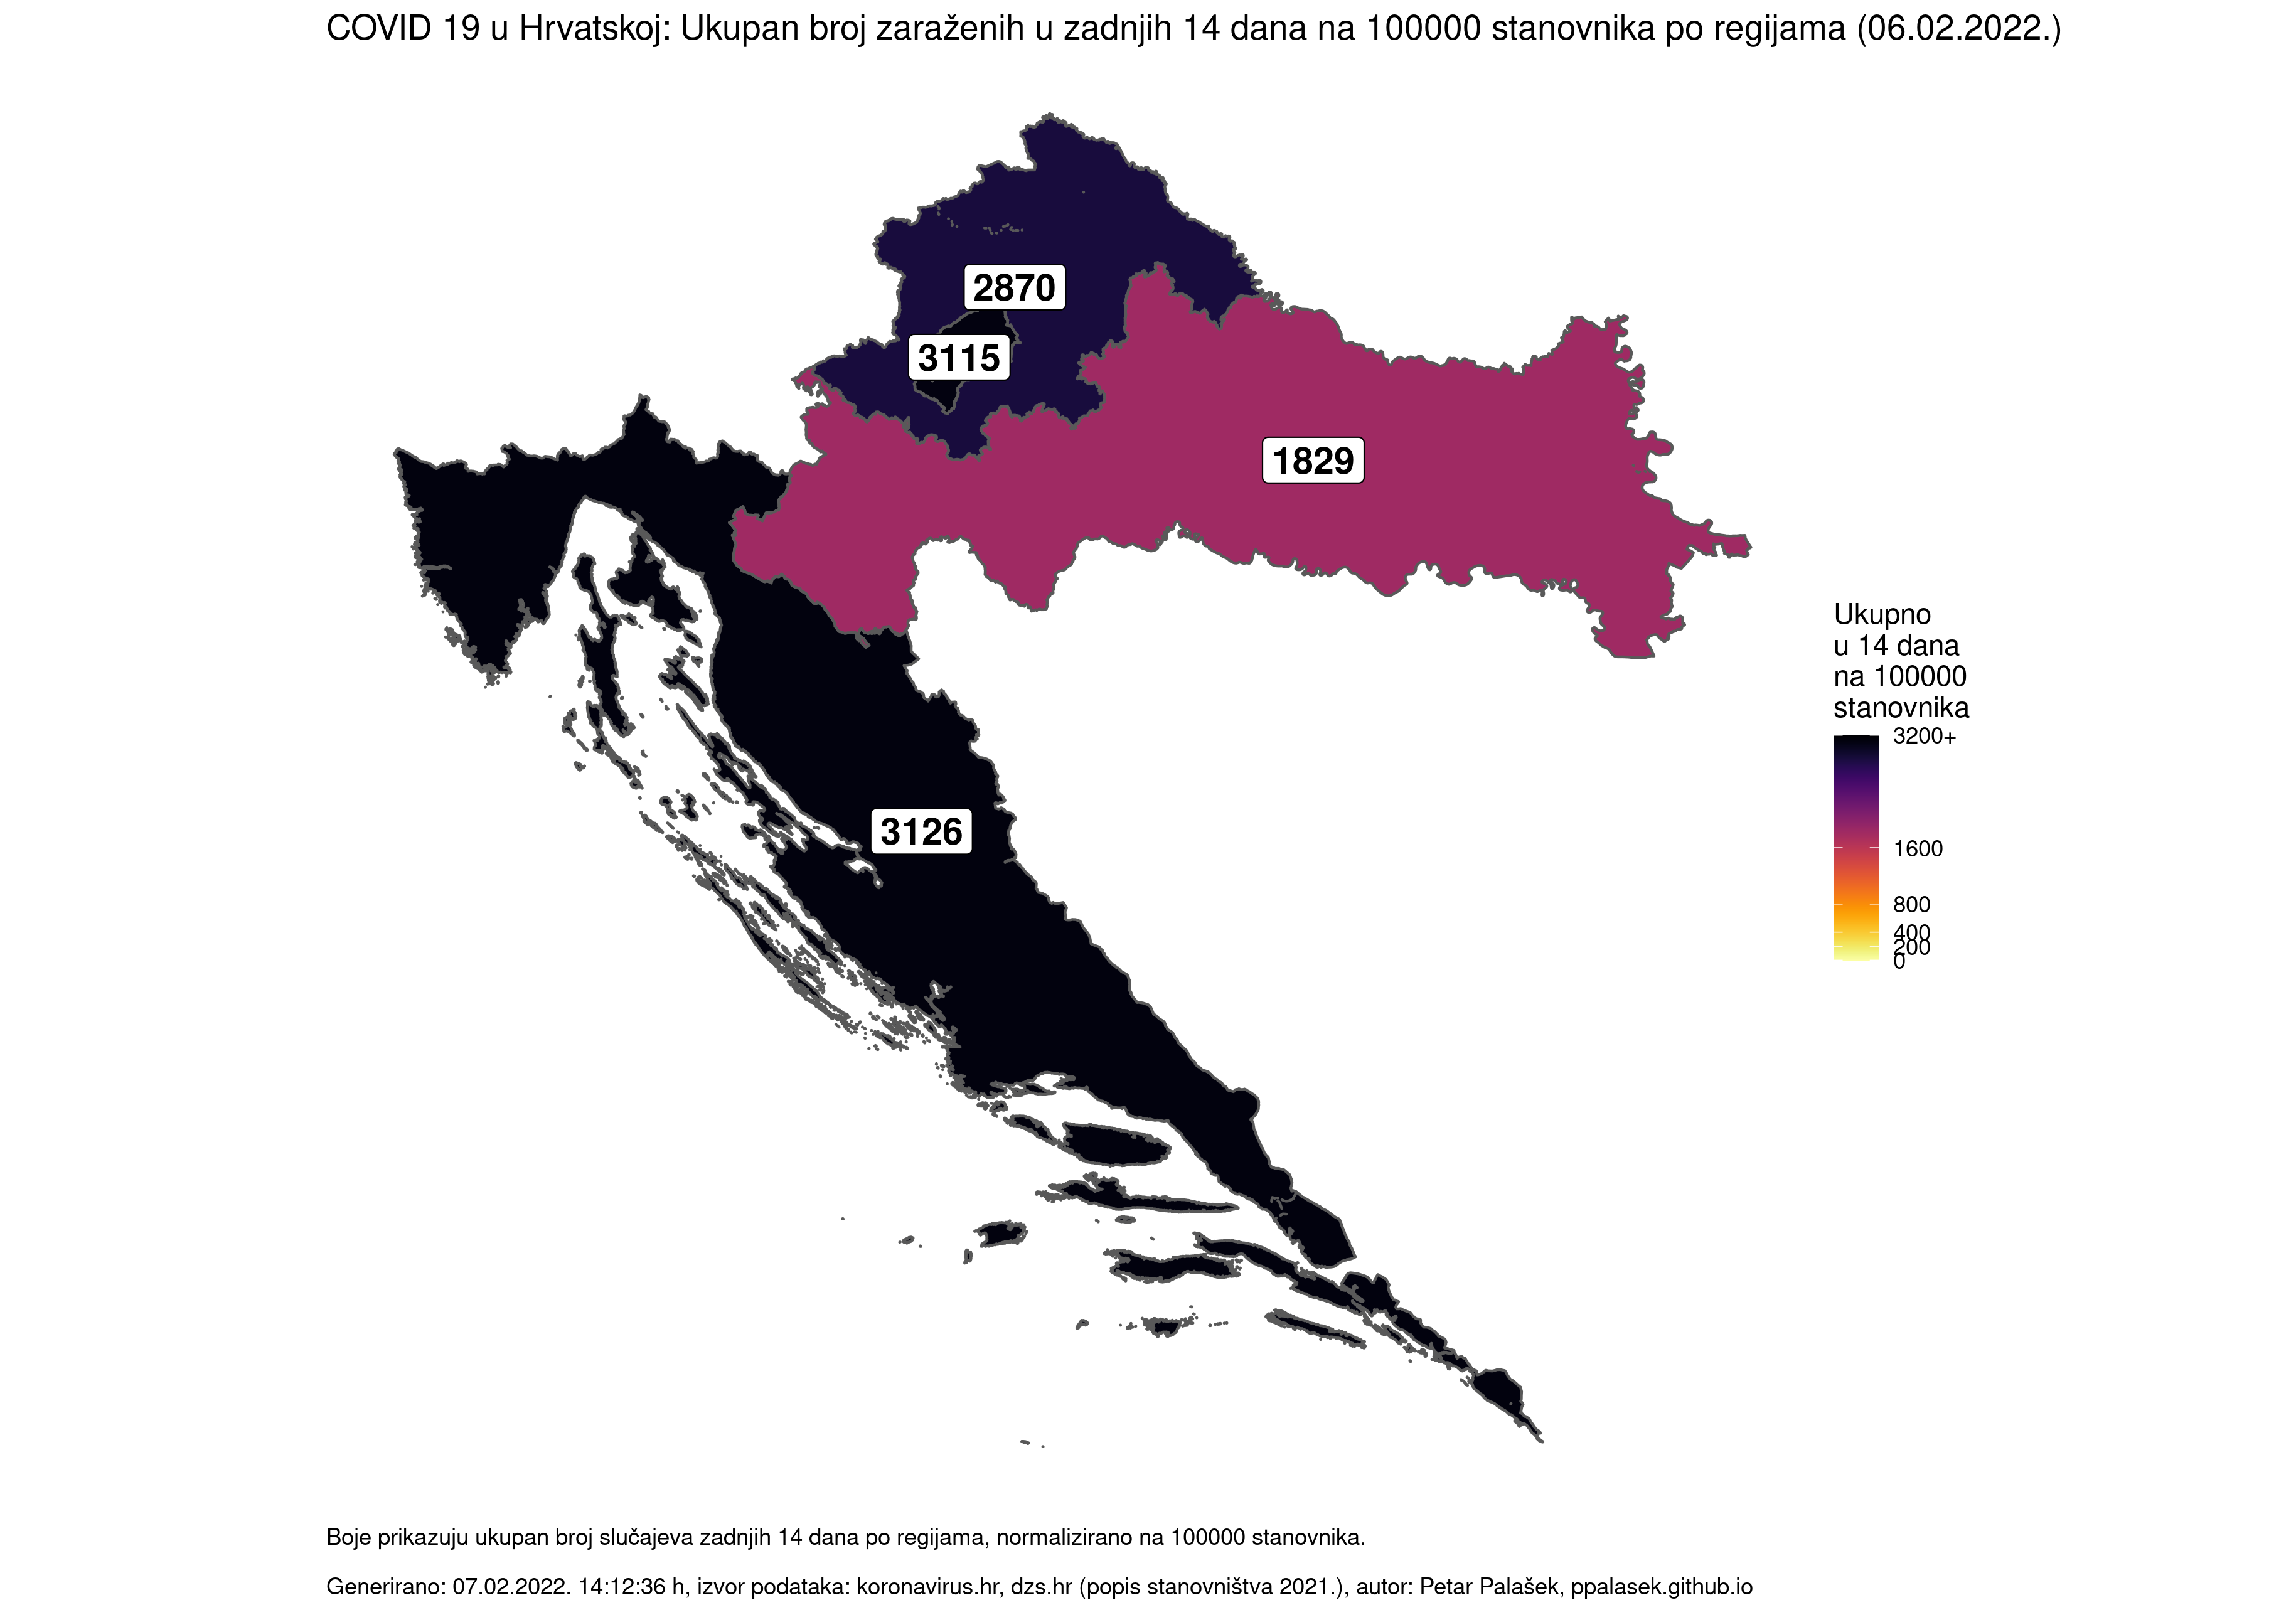 COVID 19 u Hrvatskoj: Ukupan broj zaraženih u zadnjih 14 dana na 100000 stanovnika po regijama (06.02.2022.)
2870
3115
1829
3126
Ukupno
u 14 dana
na 100000
stanovnika
3200+
1600
800
400
200
0
Boje prikazuju ukupan broj slučajeva zadnjih 14 dana po regijama, normalizirano na 100000 stanovnika.
Generirano: 07.02.2022. 14:12:36 h, izvor podataka: koronavirus.hr, dzs.hr (popis stanovništva 2021.), autor: Petar Palašek, ppalasek.github.io